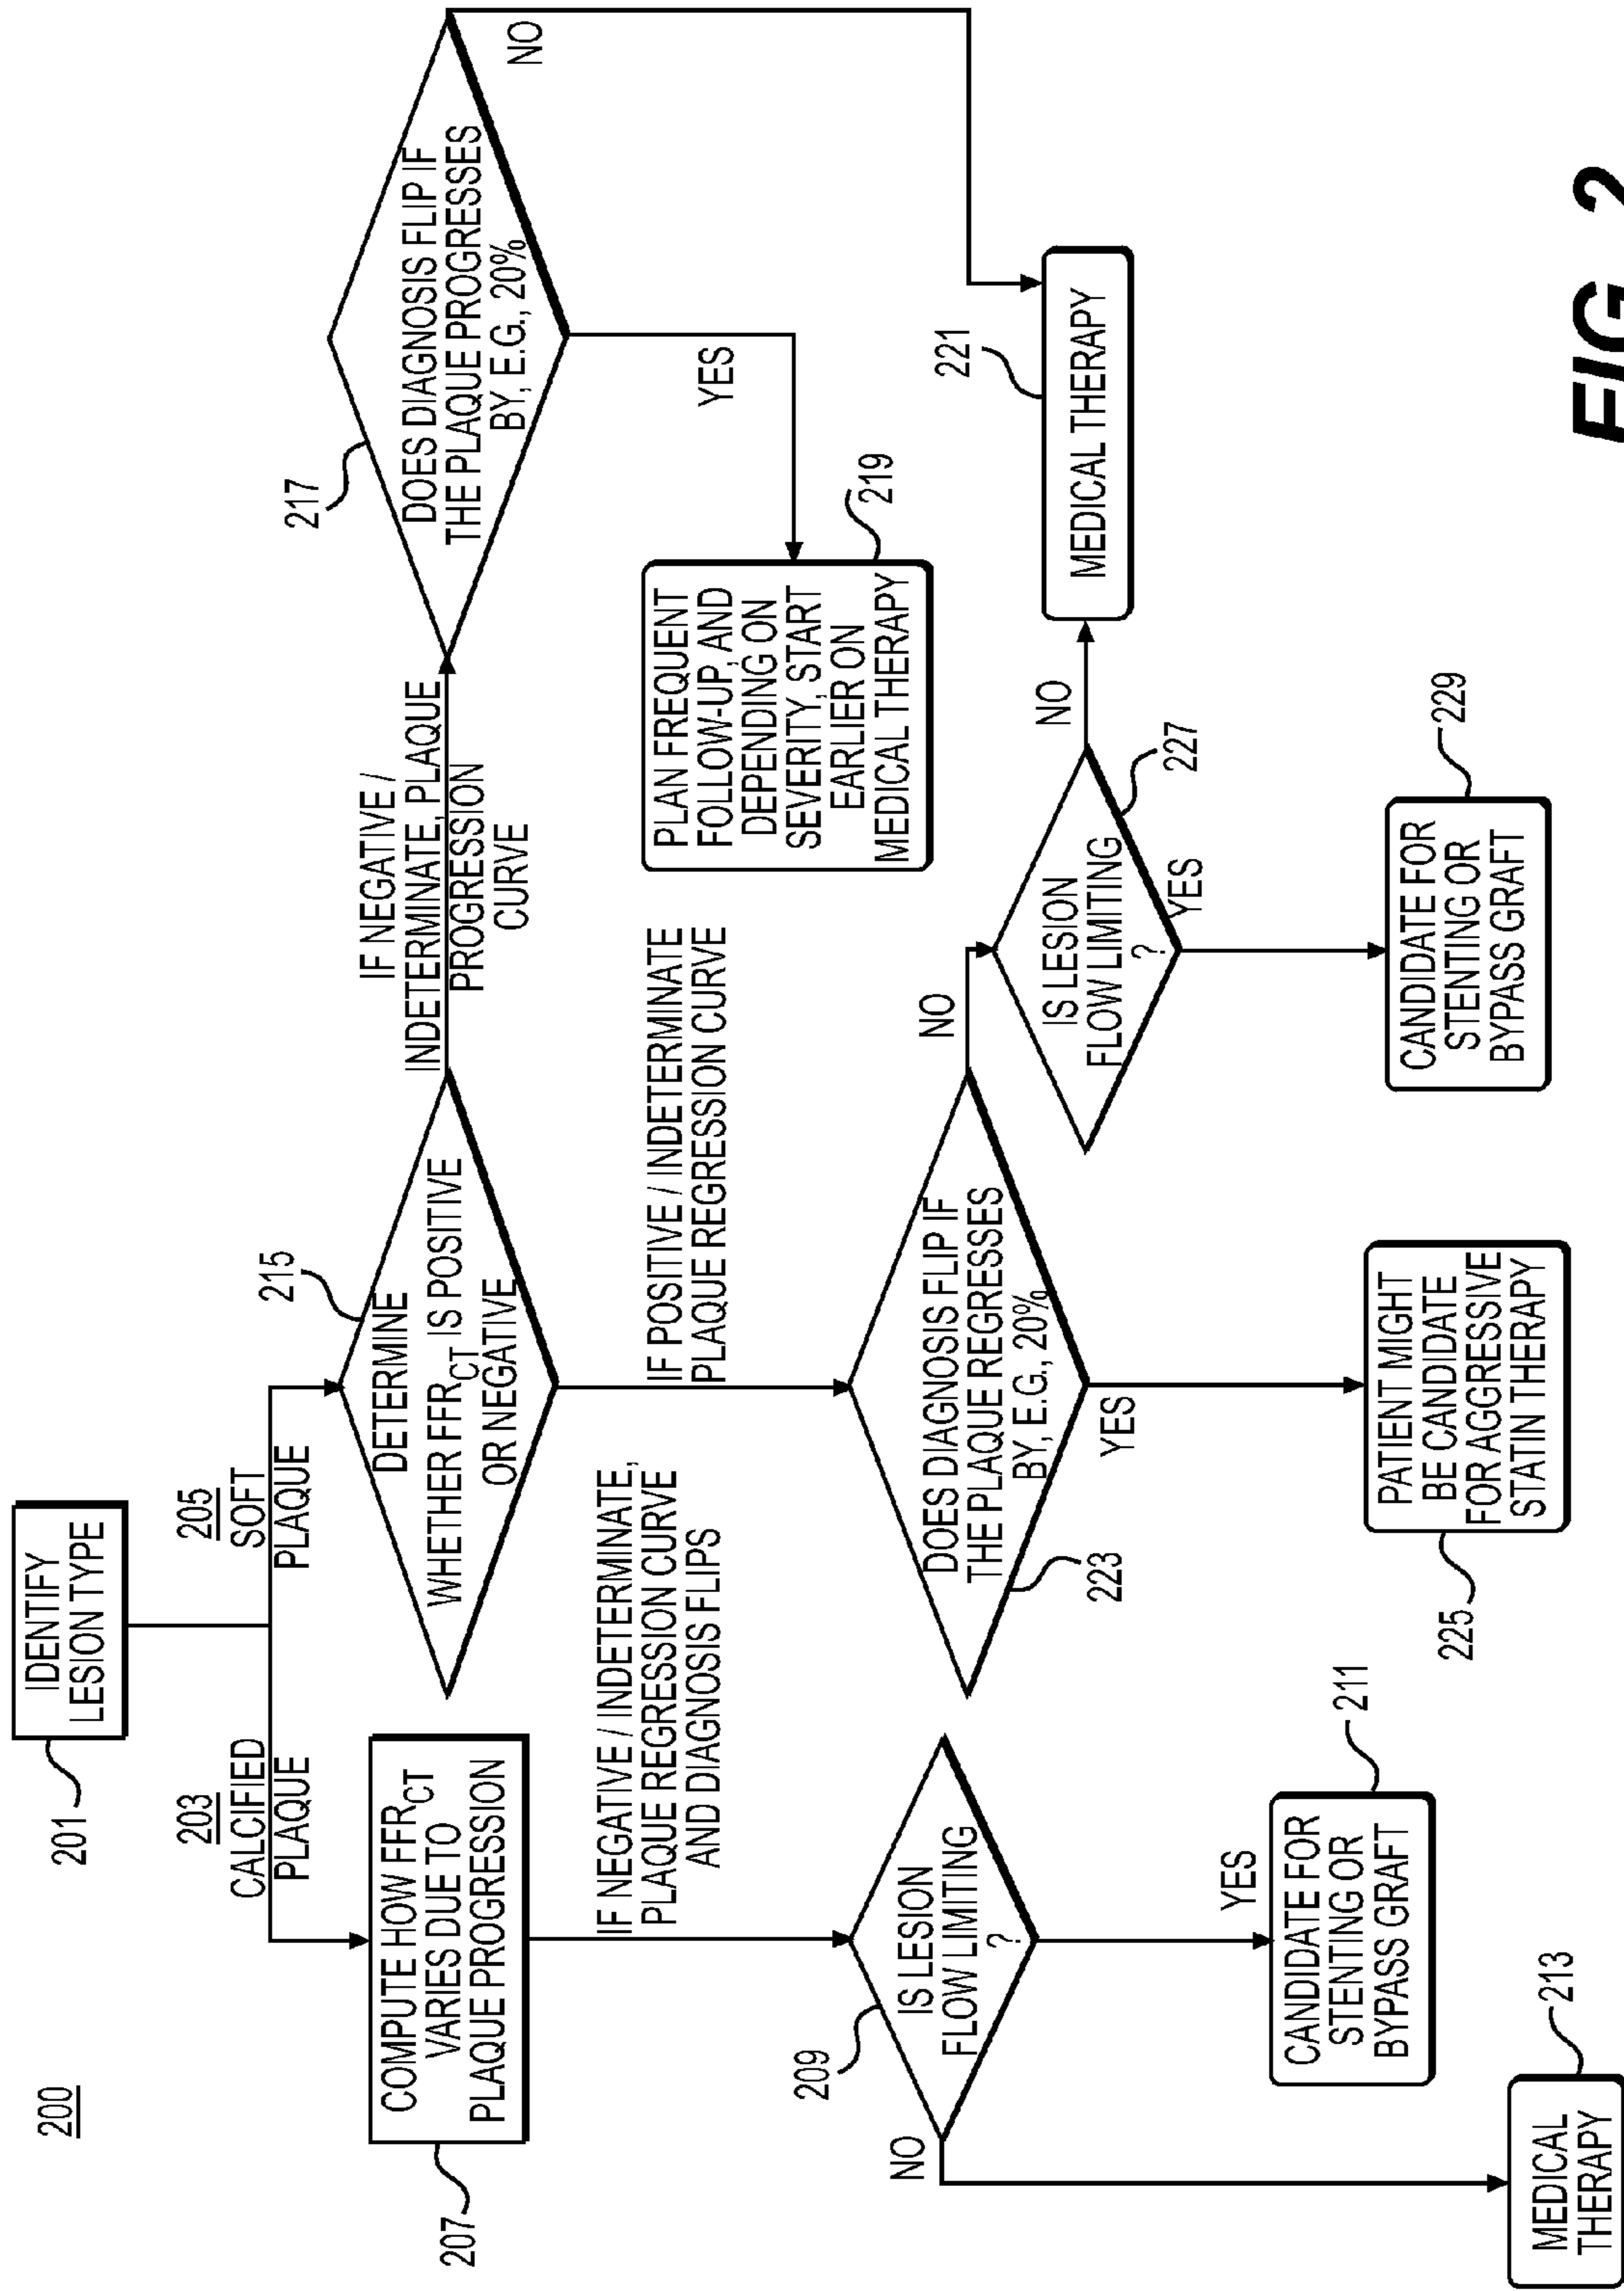 200
IDENTIFY
LESION TYPE
201
203
CALCIFIED
PLAQUE
205
SOFT
PLAQUE
COMPUTE HOW FFRCT
VARIES DUE TO
PLAQUE PROGRESSION
207
215
DETERMINE
WHETHER FFRCT IS POSITIVE
OR NEGATIVE
IF NEGATIVE /
INDETERMINATE, PLAQUE
PROGRESSION
CURVE
217
DOES DIAGNOSIS FLIP IF
THE PLAQUE PROGRESSES
BY, E.G., 20%
NO
YES
IF NEGATIVE / INDETERMINATE,
PLAQUE REGRESSION CURVE
AND DIAGNOSIS FLIPS
IF POSITIVE / INDETERMINATE
PLAQUE REGRESSION CURVE
PLAN FREQUENT
FOLLOW-UP, AND
DEPENDING ON
SEVERITY, START
EARLIER ON
MEDICAL THERAPY
219
209
IS LESION
FLOW LIMITING
?
NO
YES
223
DOES DIAGNOSIS FLIP IF
THE PLAQUE REGRESSES
BY, E.G., 20%
NO
YES
IS LESION
FLOW LIMITING
?
227
NO
YES
221
MEDICAL THERAPY
CANDIDATE FOR
STENTING OR
BYPASS GRAFT
211
225
PATIENT MIGHT
BE CANDIDATE
FOR AGGRESSIVE
STATIN THERAPY
CANDIDATE FOR
STENTING OR
BYPASS GRAFT
229
MEDICAL
THERAPY
213
FIG. 2